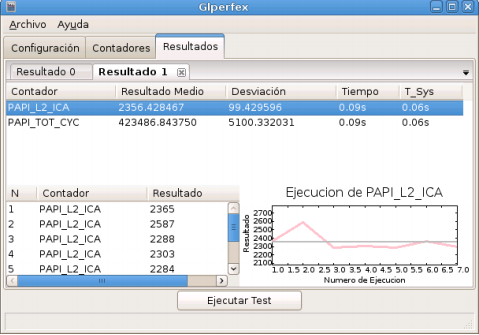 Glperfex
Archivo Ayuda
Configuración Contadores Resultados
Resultado 0 Resultado 1
Contador Resultado Medio Desviación Tiempo T_Sys
PAPI_L2_ICA 2356.428467 99.429596 0.09s 0.06s
PAPI_TOT_CYC 423486.843750 5100.332031 0.09s 0.06s
N Contador Resultado
1 PAPI_L2_ICA 2365
2 PAPI_L2_ICA 2587
3 PAPI_L2_ICA 2288
4 PAPI_L2_ICA 2303
5 PAPI_L2_ICA 2284
Ejecucion de PAPI_L2_ICA
Resultado
2700
2600
2500
2400
2300
2200
2100
1.0 1.5 2.0 2.5 3.0 3.5 4.0 4.5 5.0 5.5 6.0 6.5 7.0
Numero de Ejecucion
Ejecutar Test